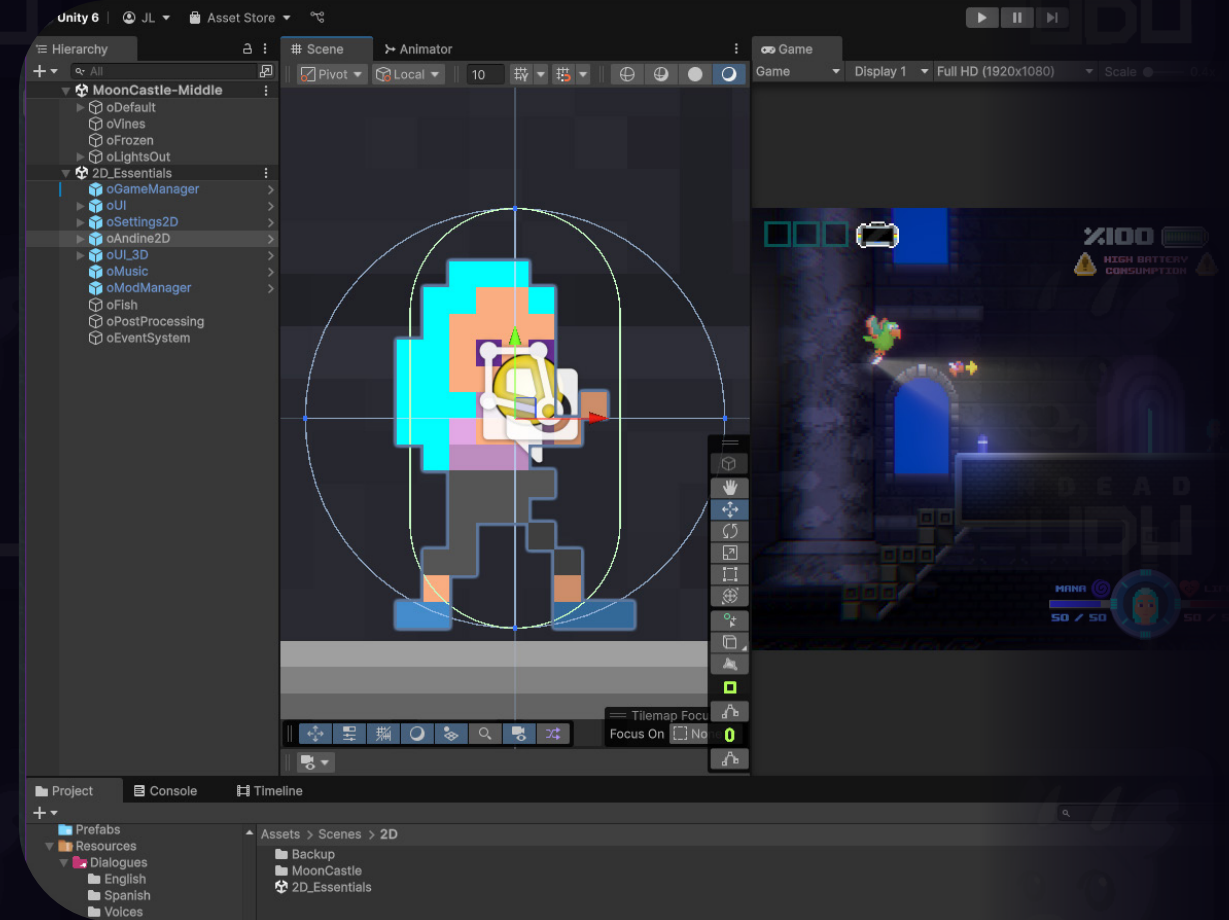 Unity 6
JL
Asset Store
Hierarchy
All
MoonCastle-Middle
oDefault
oVines
oFrozen
oLightsOut
2D_Essentials
oGameManager
oUI
oSettings2D
oAndine2D
oUI_3D
oMusic
oModManager
oFish
oPostProcessing
oEventSystem
Scene
Animator
Pivot
Local
10
Tilemap Focu
Focus On
No
Game
Game
Display 1
Full HD (1920x1080)
Scale
%100
HIGH BATTERY
CONSUMPTION
N D E A D
MANA
50 / 50
50 /
Project
Console
Timeline
Prefabs
Resources
Dialogues
English
Spanish
Voices
Assets > Scenes > 2D
Backup
MoonCastle
2D_Essentials